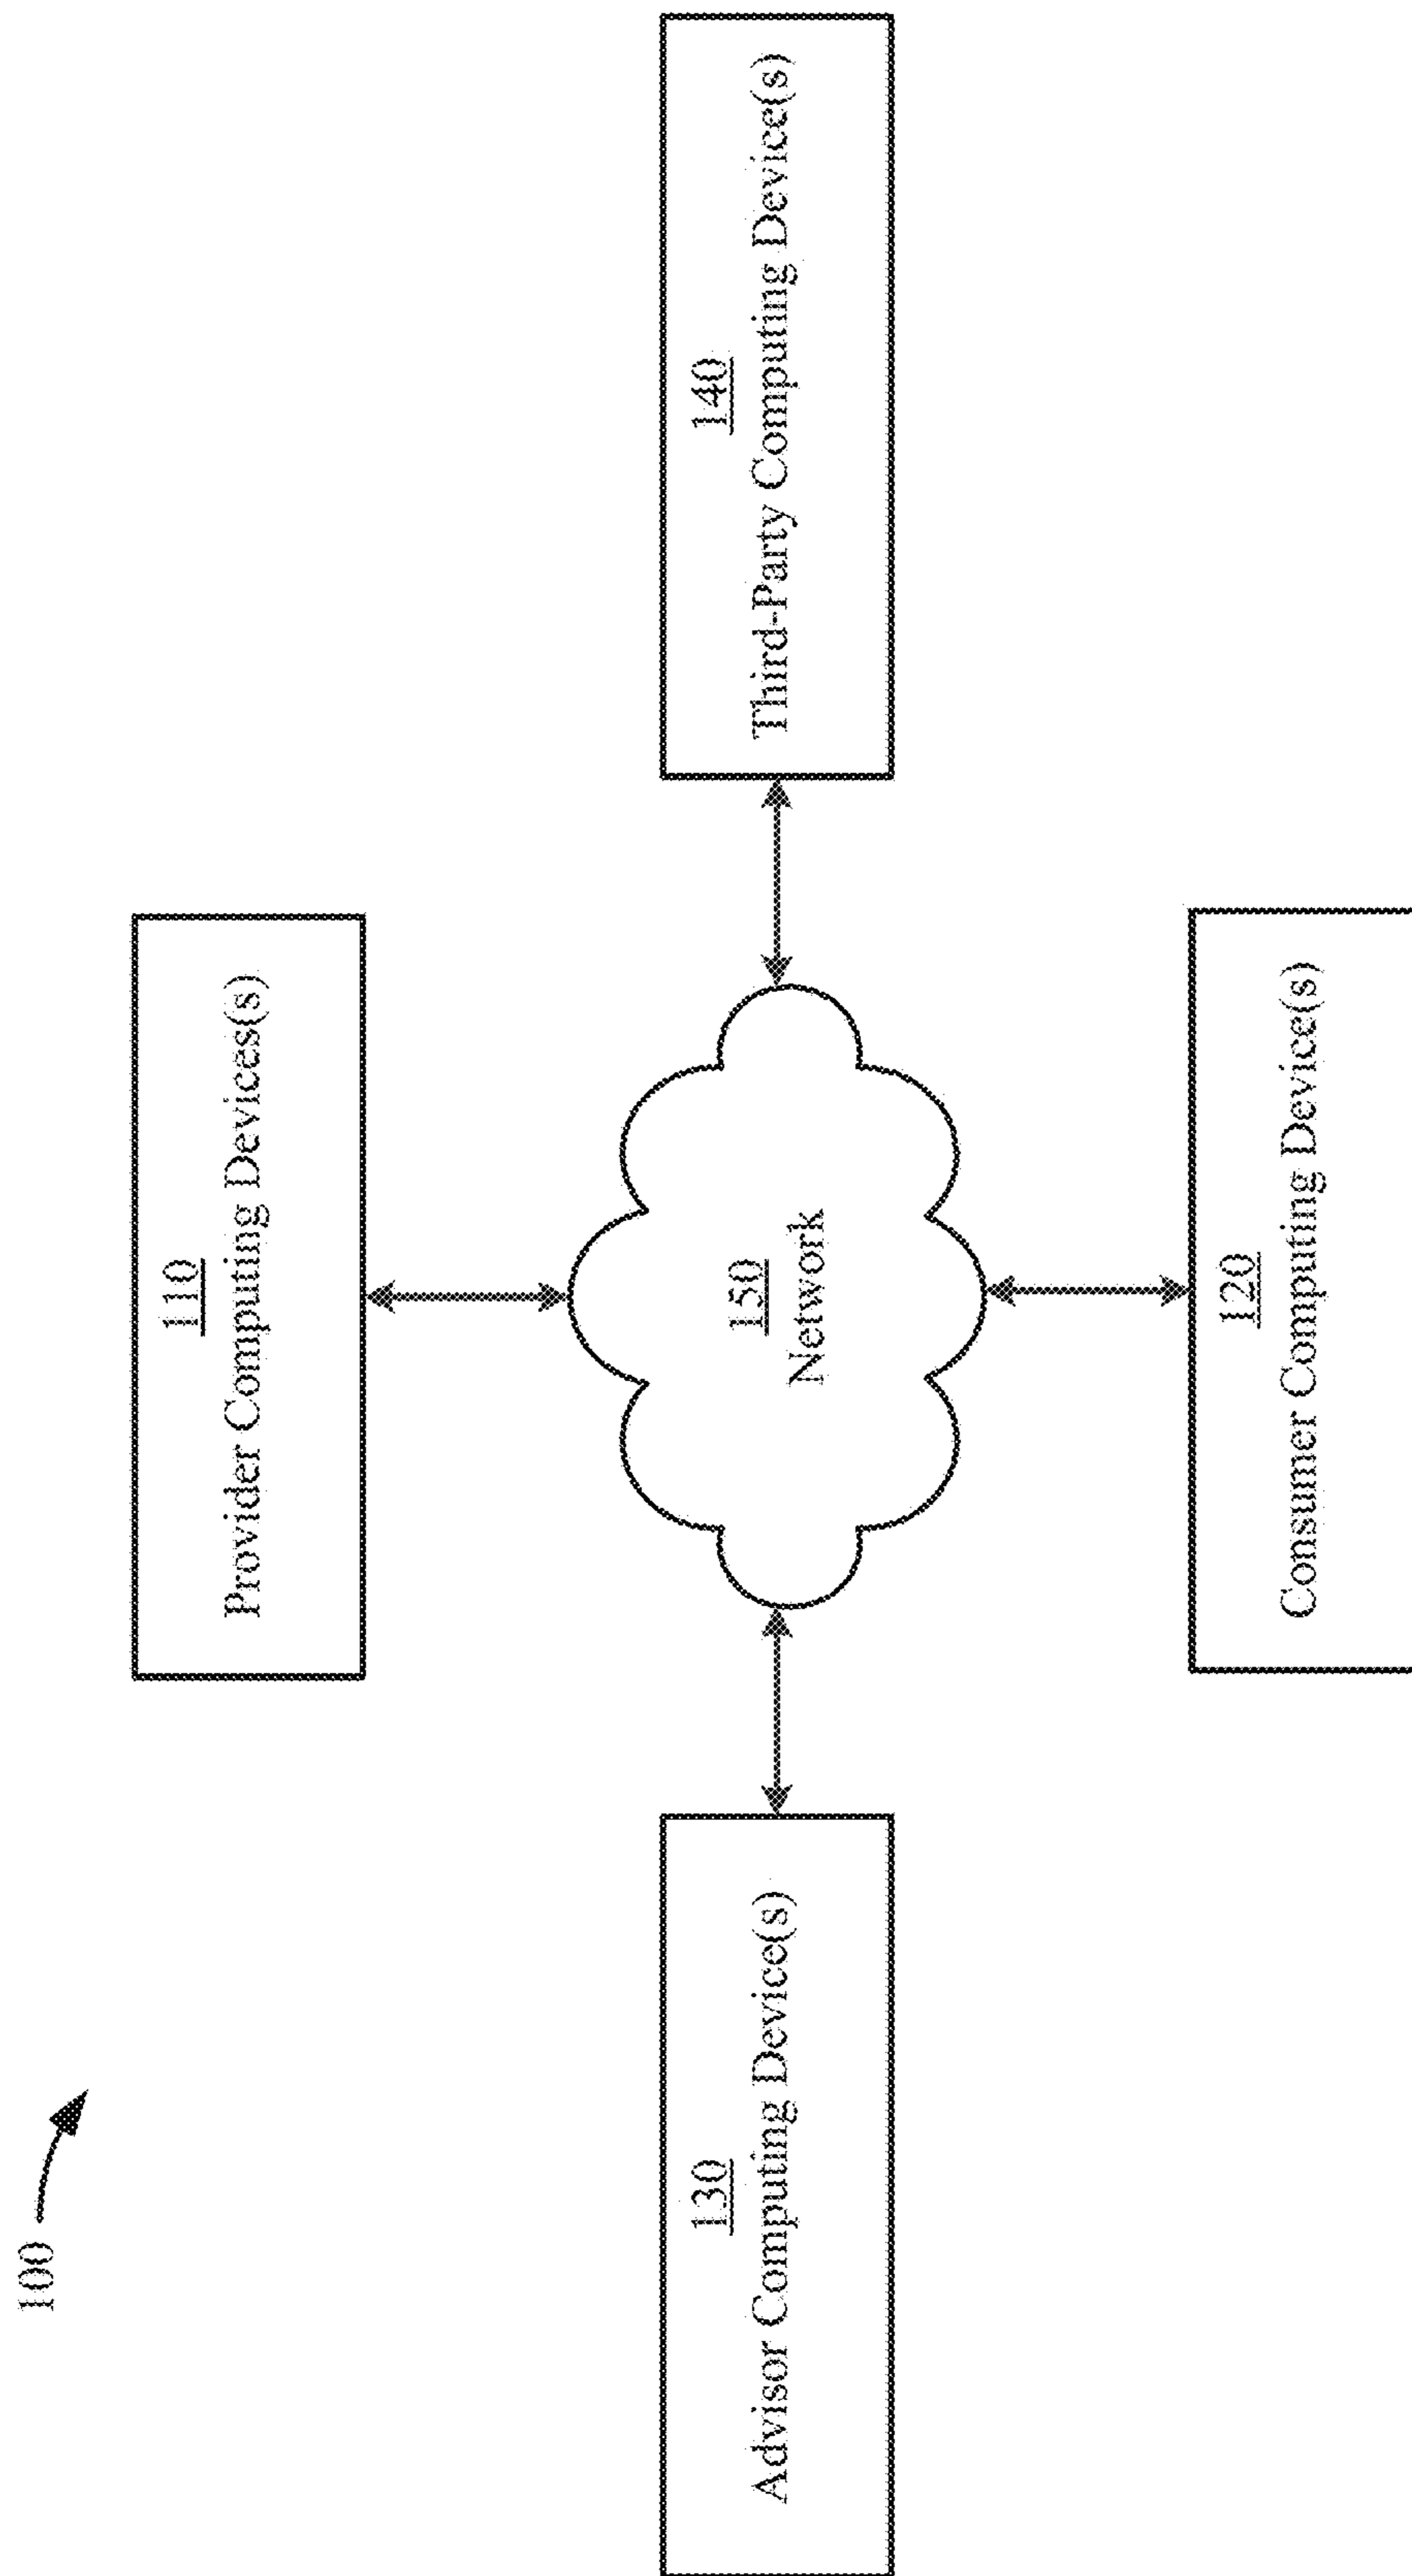 100
110
Provider Computing Devices(s)
130
Advisor Computing Device(s)
150
Network
140
Third-Party Computing Device(s)
120
Consumer Computing Device(s)